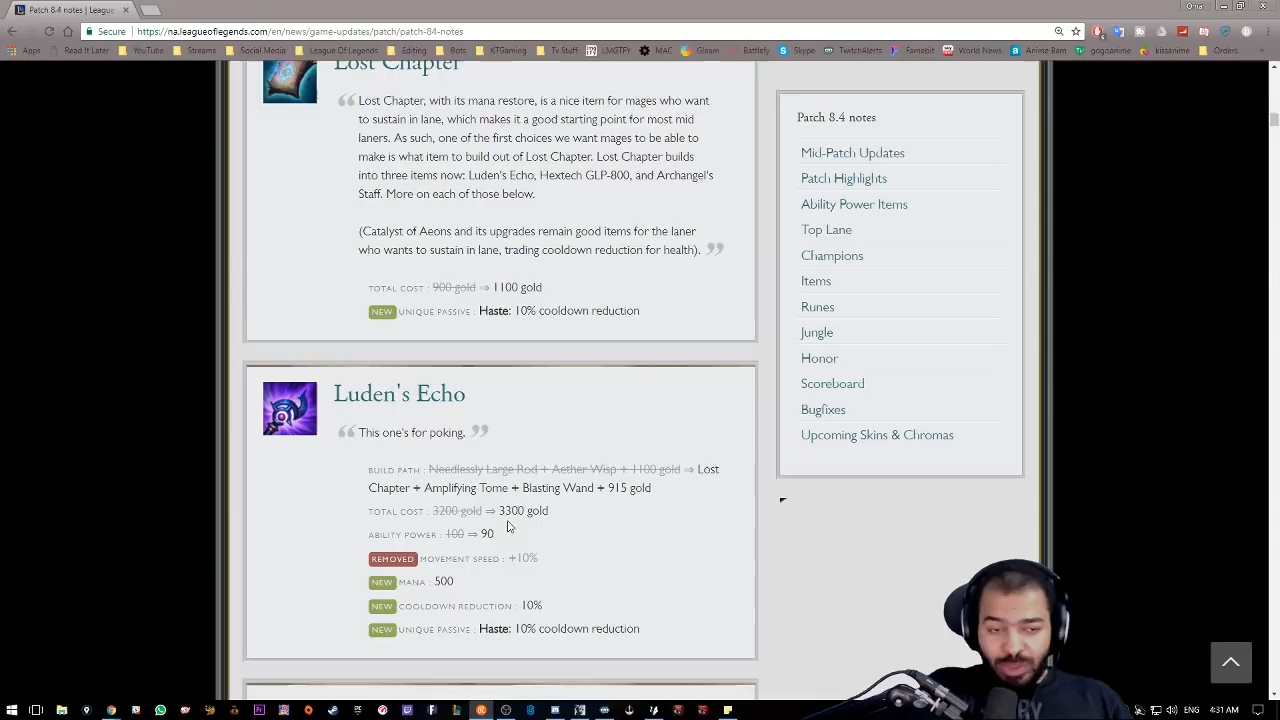 Patch 8.4 notes | League
Omar
Secure https://na.leagueoflegends.com/en/news/game-updates/patch/patch-84-notes
Apps Read It Later YouTube Streams Social Media League Of Legends Editing Bots KTGaming Tv Stuff LMGTFY MAC Gleam Battlefy Skype TwitchAlerts Famebit World News Anime Bam gogoanime kissanime Orders
Lost Chapter
Lost Chapter, with its mana restore, is a nice item for mages who want
to sustain in lane, which makes it a good starting point for most mid
laners. As such, one of the first choices we want mages to be able to
make is what item to build out of Lost Chapter. Lost Chapter builds
into three items now: Luden's Echo, Hextech GLP-800, and Archangel's
Staff. More on each of those below.
(Catalyst of Aeons and its upgrades remain good items for the laner
who wants to sustain in lane, trading cooldown reduction for health).
TOTAL COST : 900 gold ⇒ 1100 gold
NEW UNIQUE PASSIVE : Haste: 10% cooldown reduction
Luden's Echo
This one's for poking.
BUILD PATH : Needlessly Large Rod + Aether Wisp + 1100 gold ⇒ Lost
Chapter + Amplifying Tome + Blasting Wand + 915 gold
TOTAL COST : 3200 gold ⇒ 3300 gold
ABILITY POWER : 100 ⇒ 90
REMOVED MOVEMENT SPEED : +10%
NEW MANA : 500
NEW COOLDOWN REDUCTION : 10%
NEW UNIQUE PASSIVE : Haste: 10% cooldown reduction
Patch 8.4 notes
Mid-Patch Updates
Patch Highlights
Ability Power Items
Top Lane
Champions
Items
Runes
Jungle
Honor
Scoreboard
Bugfixes
Upcoming Skins & Chromas
4:31 AM